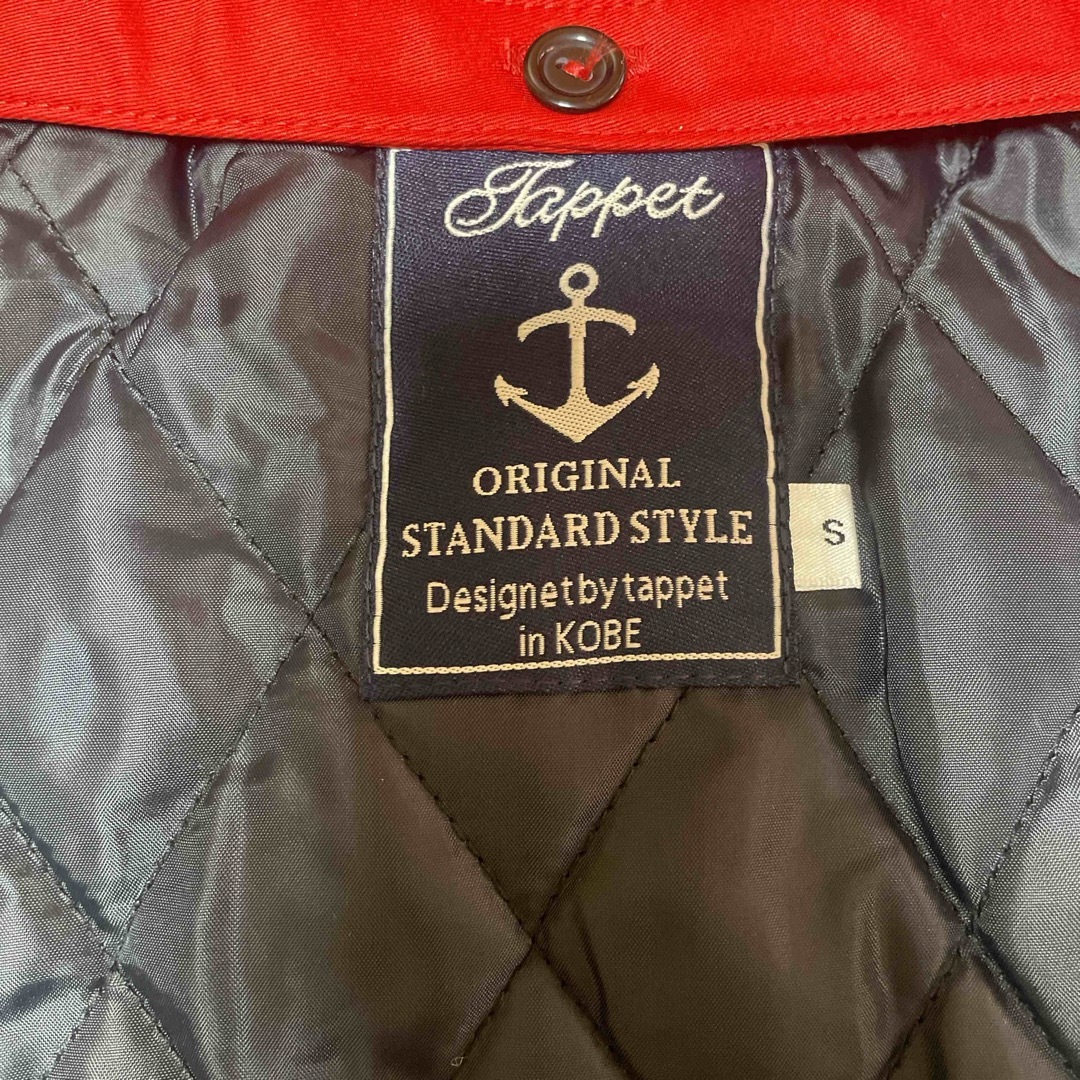 Tappet
ORIGINAL
STANDARD STYLE
S
Designet by tappet
in KOBE